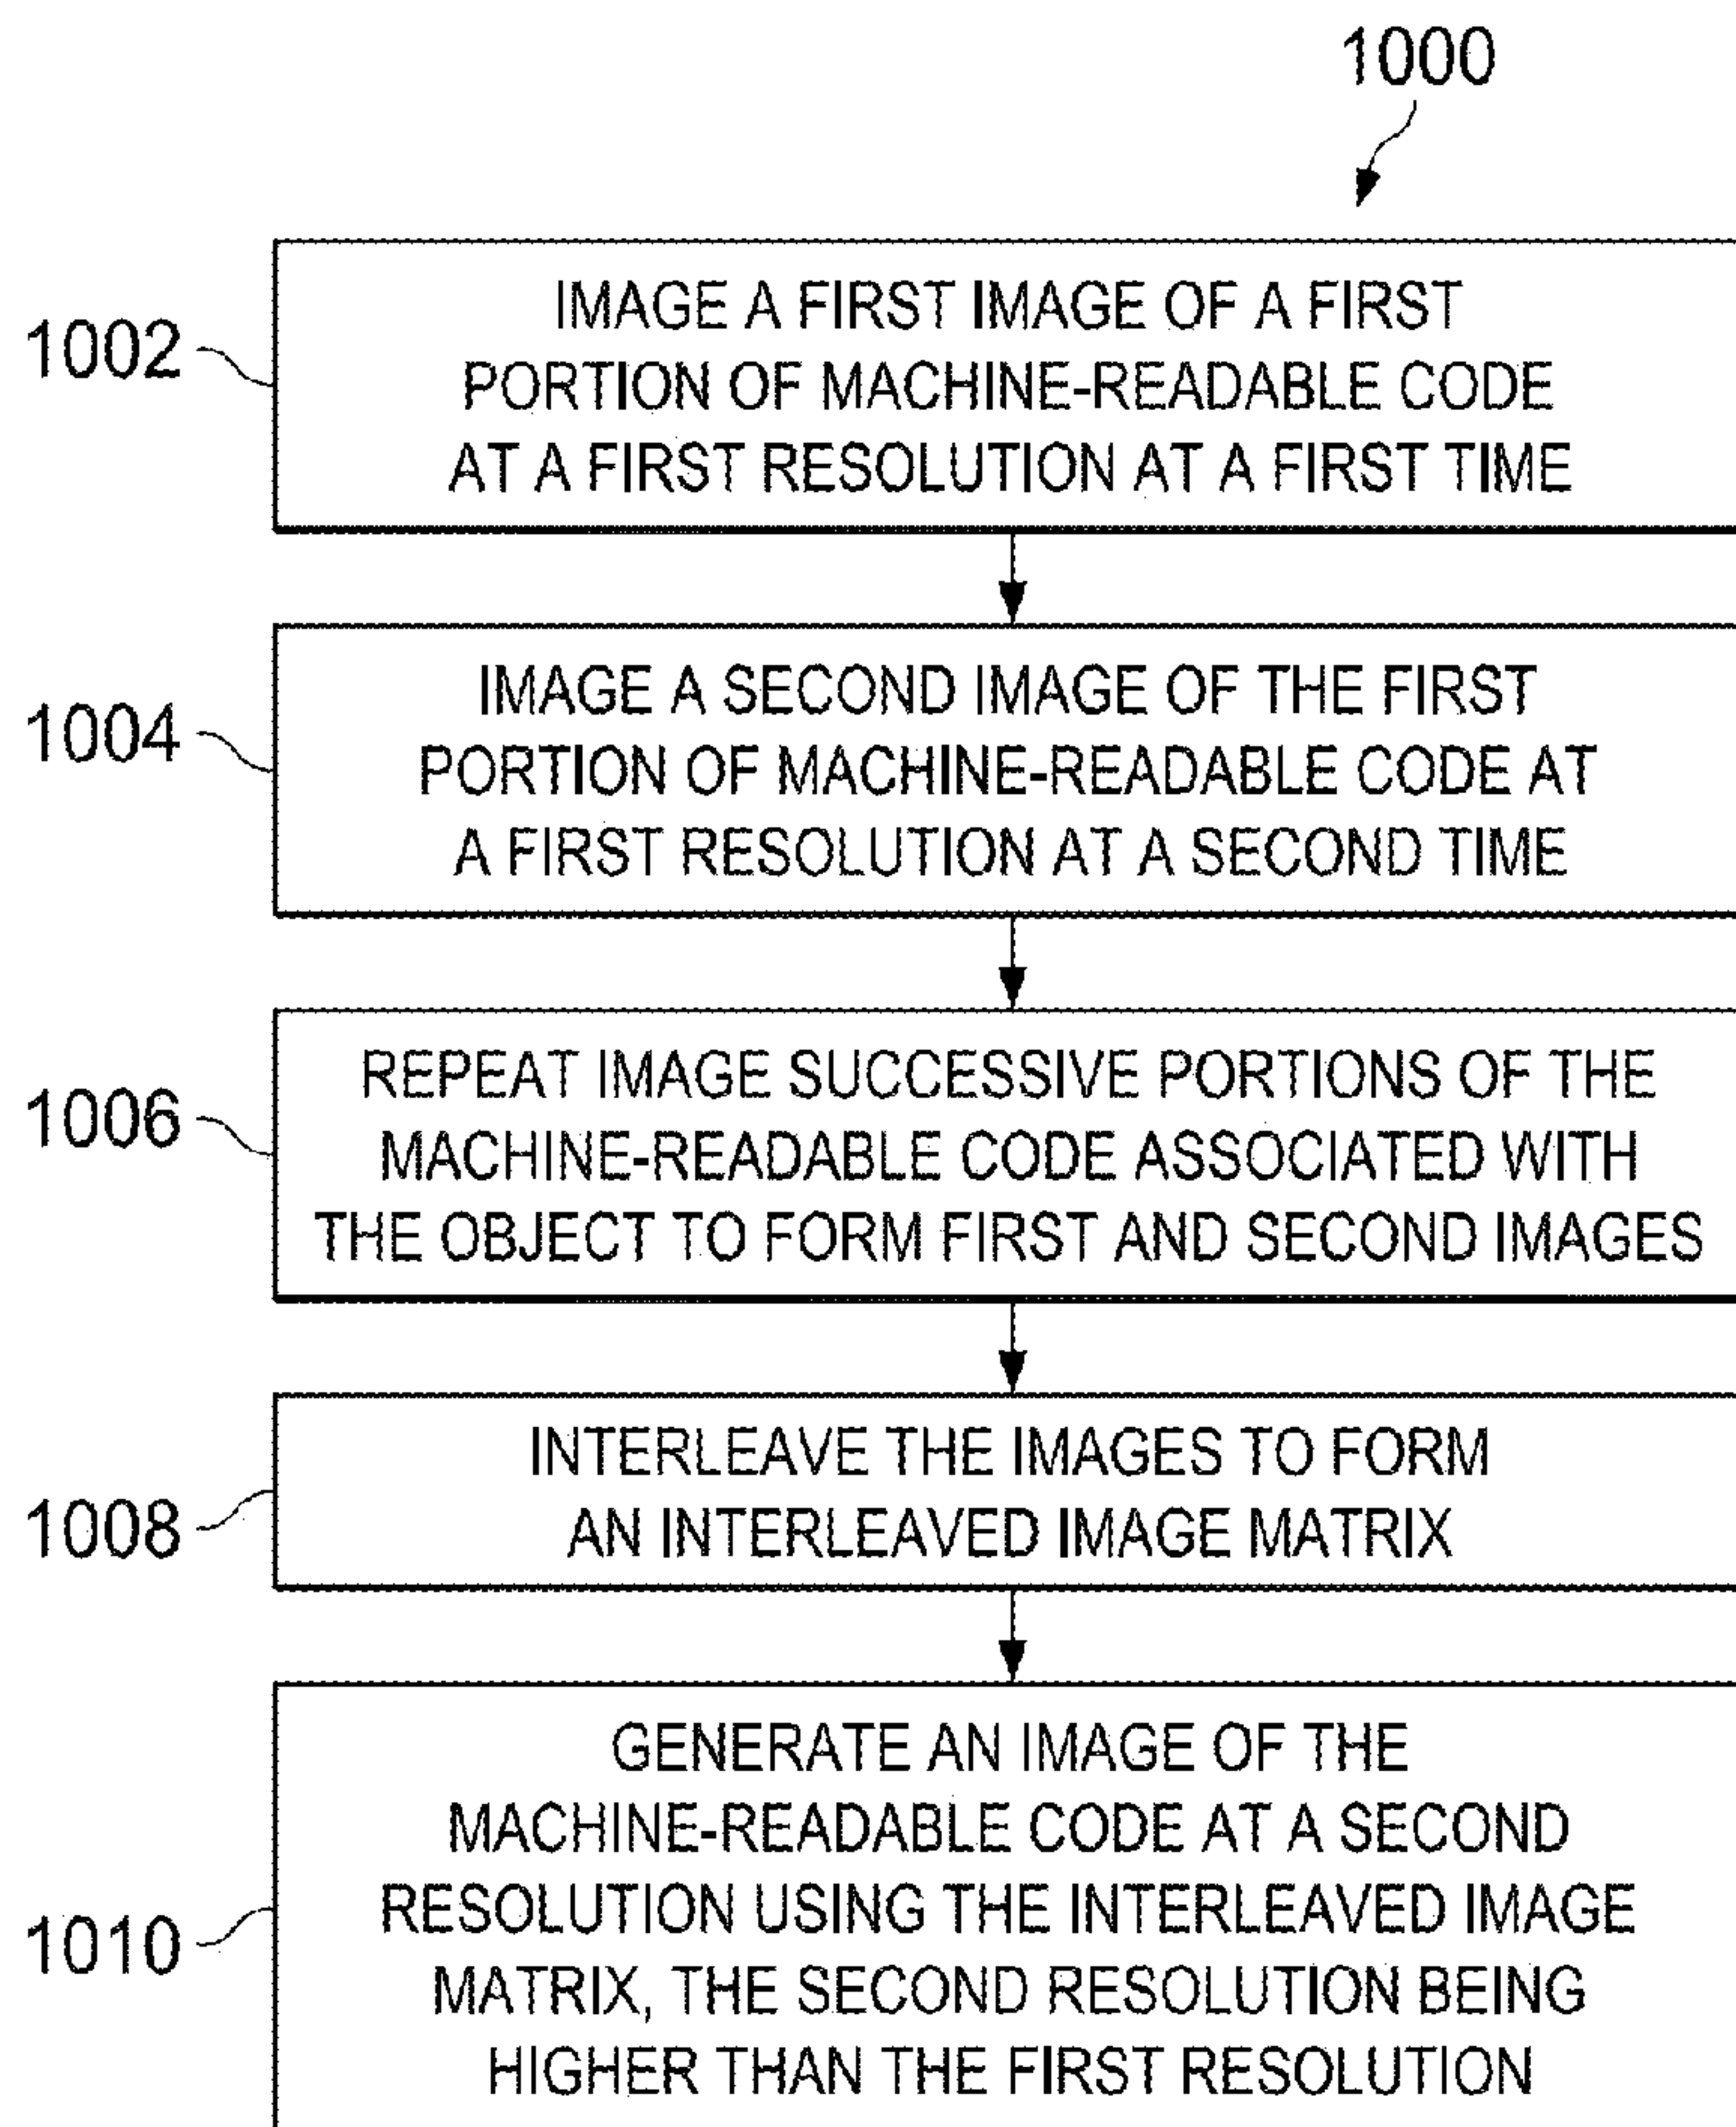 1000
1002
IMAGE A FIRST IMAGE OF A FIRST
PORTION OF MACHINE-READABLE CODE
AT A FIRST RESOLUTION AT A FIRST TIME
1004
IMAGE A SECOND IMAGE OF THE FIRST
PORTION OF MACHINE-READABLE CODE AT
A FIRST RESOLUTION AT A SECOND TIME
1006
REPEAT IMAGE SUCCESSIVE PORTIONS OF THE
MACHINE-READABLE CODE ASSOCIATED WITH
THE OBJECT TO FORM FIRST AND SECOND IMAGES
1008
INTERLEAVE THE IMAGES TO FORM
AN INTERLEAVED IMAGE MATRIX
1010
GENERATE AN IMAGE OF THE
MACHINE-READABLE CODE AT A SECOND
RESOLUTION USING THE INTERLEAVED IMAGE
MATRIX, THE SECOND RESOLUTION BEING
HIGHER THAN THE FIRST RESOLUTION